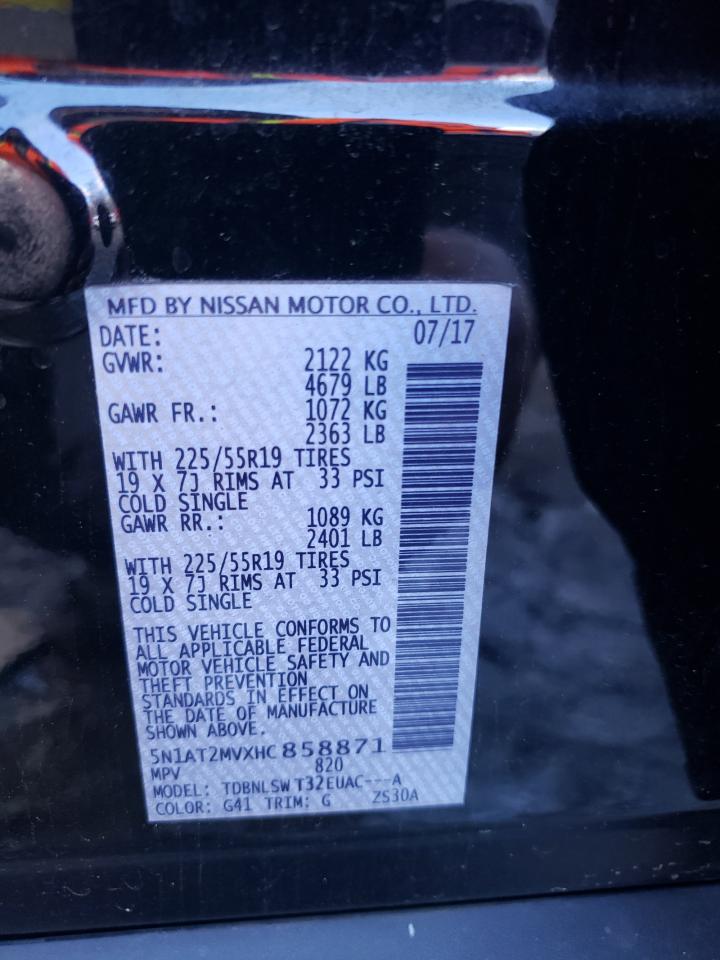 MFD BY NISSAN MOTOR CO., LTD.
DATE: 07/17
GVWR: 2122 KG
4679 LB
GAWR FR.: 1072 KG
2363 LB
WITH 225/55R19 TIRES
19 X 7J RIMS AT 33 PSI
COLD SINGLE
GAWR RR.: 1089 KG
2401 LB
WITH 225/55R19 TIRES
19 X 7J RIMS AT 33 PSI
COLD SINGLE
THIS VEHICLE CONFORMS TO
ALL APPLICABLE FEDERAL
MOTOR VEHICLE SAFETY AND
THEFT PREVENTION
STANDARDS IN EFFECT ON
THE DATE OF MANUFACTURE
SHOWN ABOVE.
5N1AT2MVXHC858871
MPV 820
MODEL: TDBNLSW T32EUAC---A
COLOR: G41 TRIM: G ZS30A